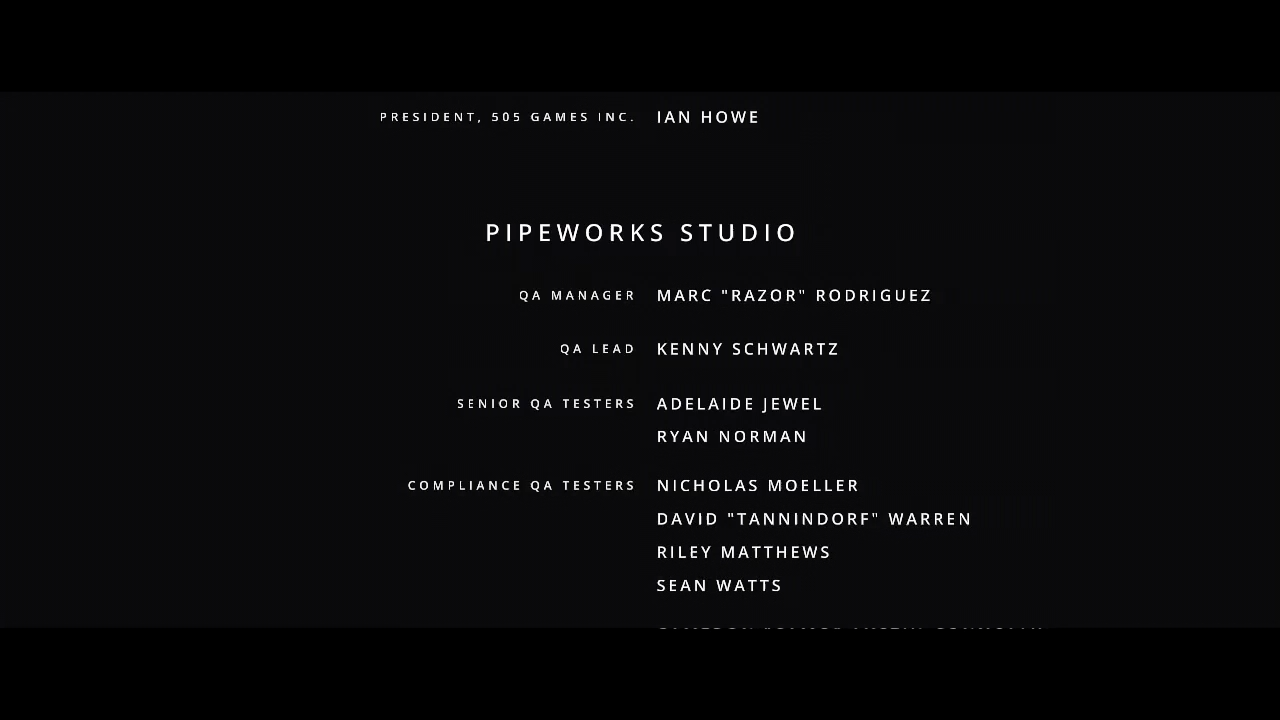 PRESIDENT, 505 GAMES INC. IAN HOWE
PIPEWORKS STUDIO
QA MANAGER MARC "RAZOR" RODRIGUEZ
QA LEAD KENNY SCHWARTZ
SENIOR QA TESTERS ADELAIDE JEWEL
RYAN NORMAN
COMPLIANCE QA TESTERS NICHOLAS MOELLER
DAVID "TANNINDORF" WARREN
RILEY MATTHEWS
SEAN WATTS